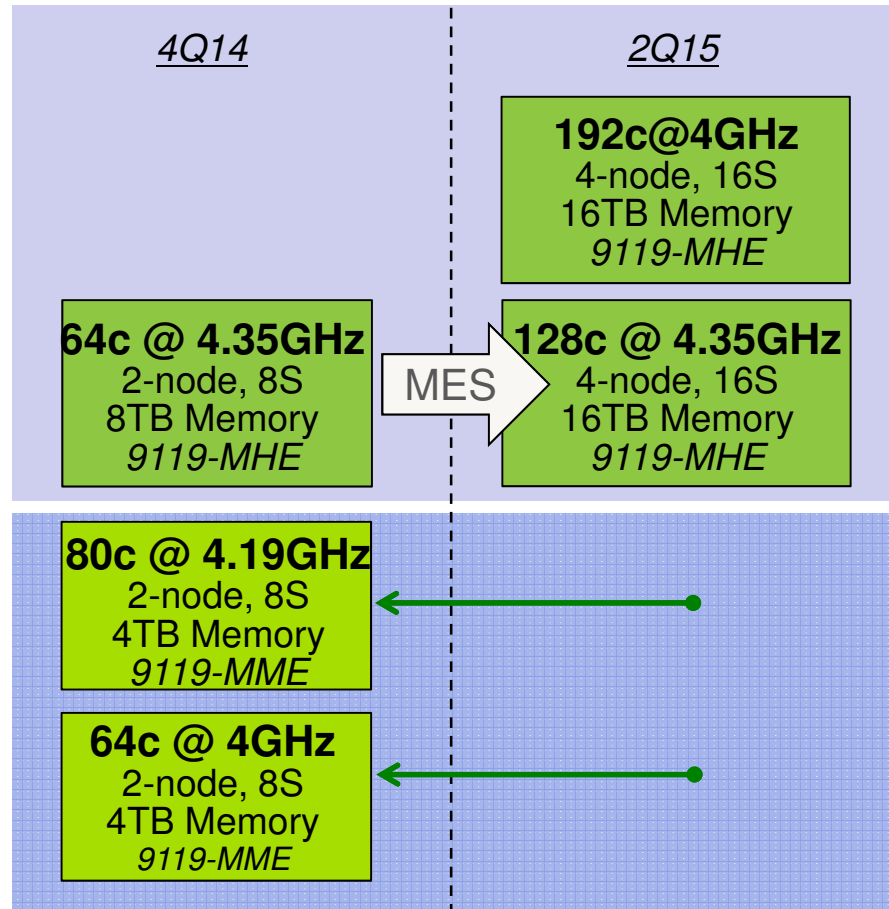 4Q14
2Q15
192c@4GHz
4-node, 16S
16TB Memory
9119-MHE
64c @ 4.35GHz
2-node, 8S
8TB Memory
9119-MHE
MES
128c @ 4.35GHz
4-node, 16S
16TB Memory
9119-MHE
80c @ 4.19GHz
2-node, 8S
4TB Memory
9119-MME
64c @ 4GHz
2-node, 8S
4TB Memory
9119-MME